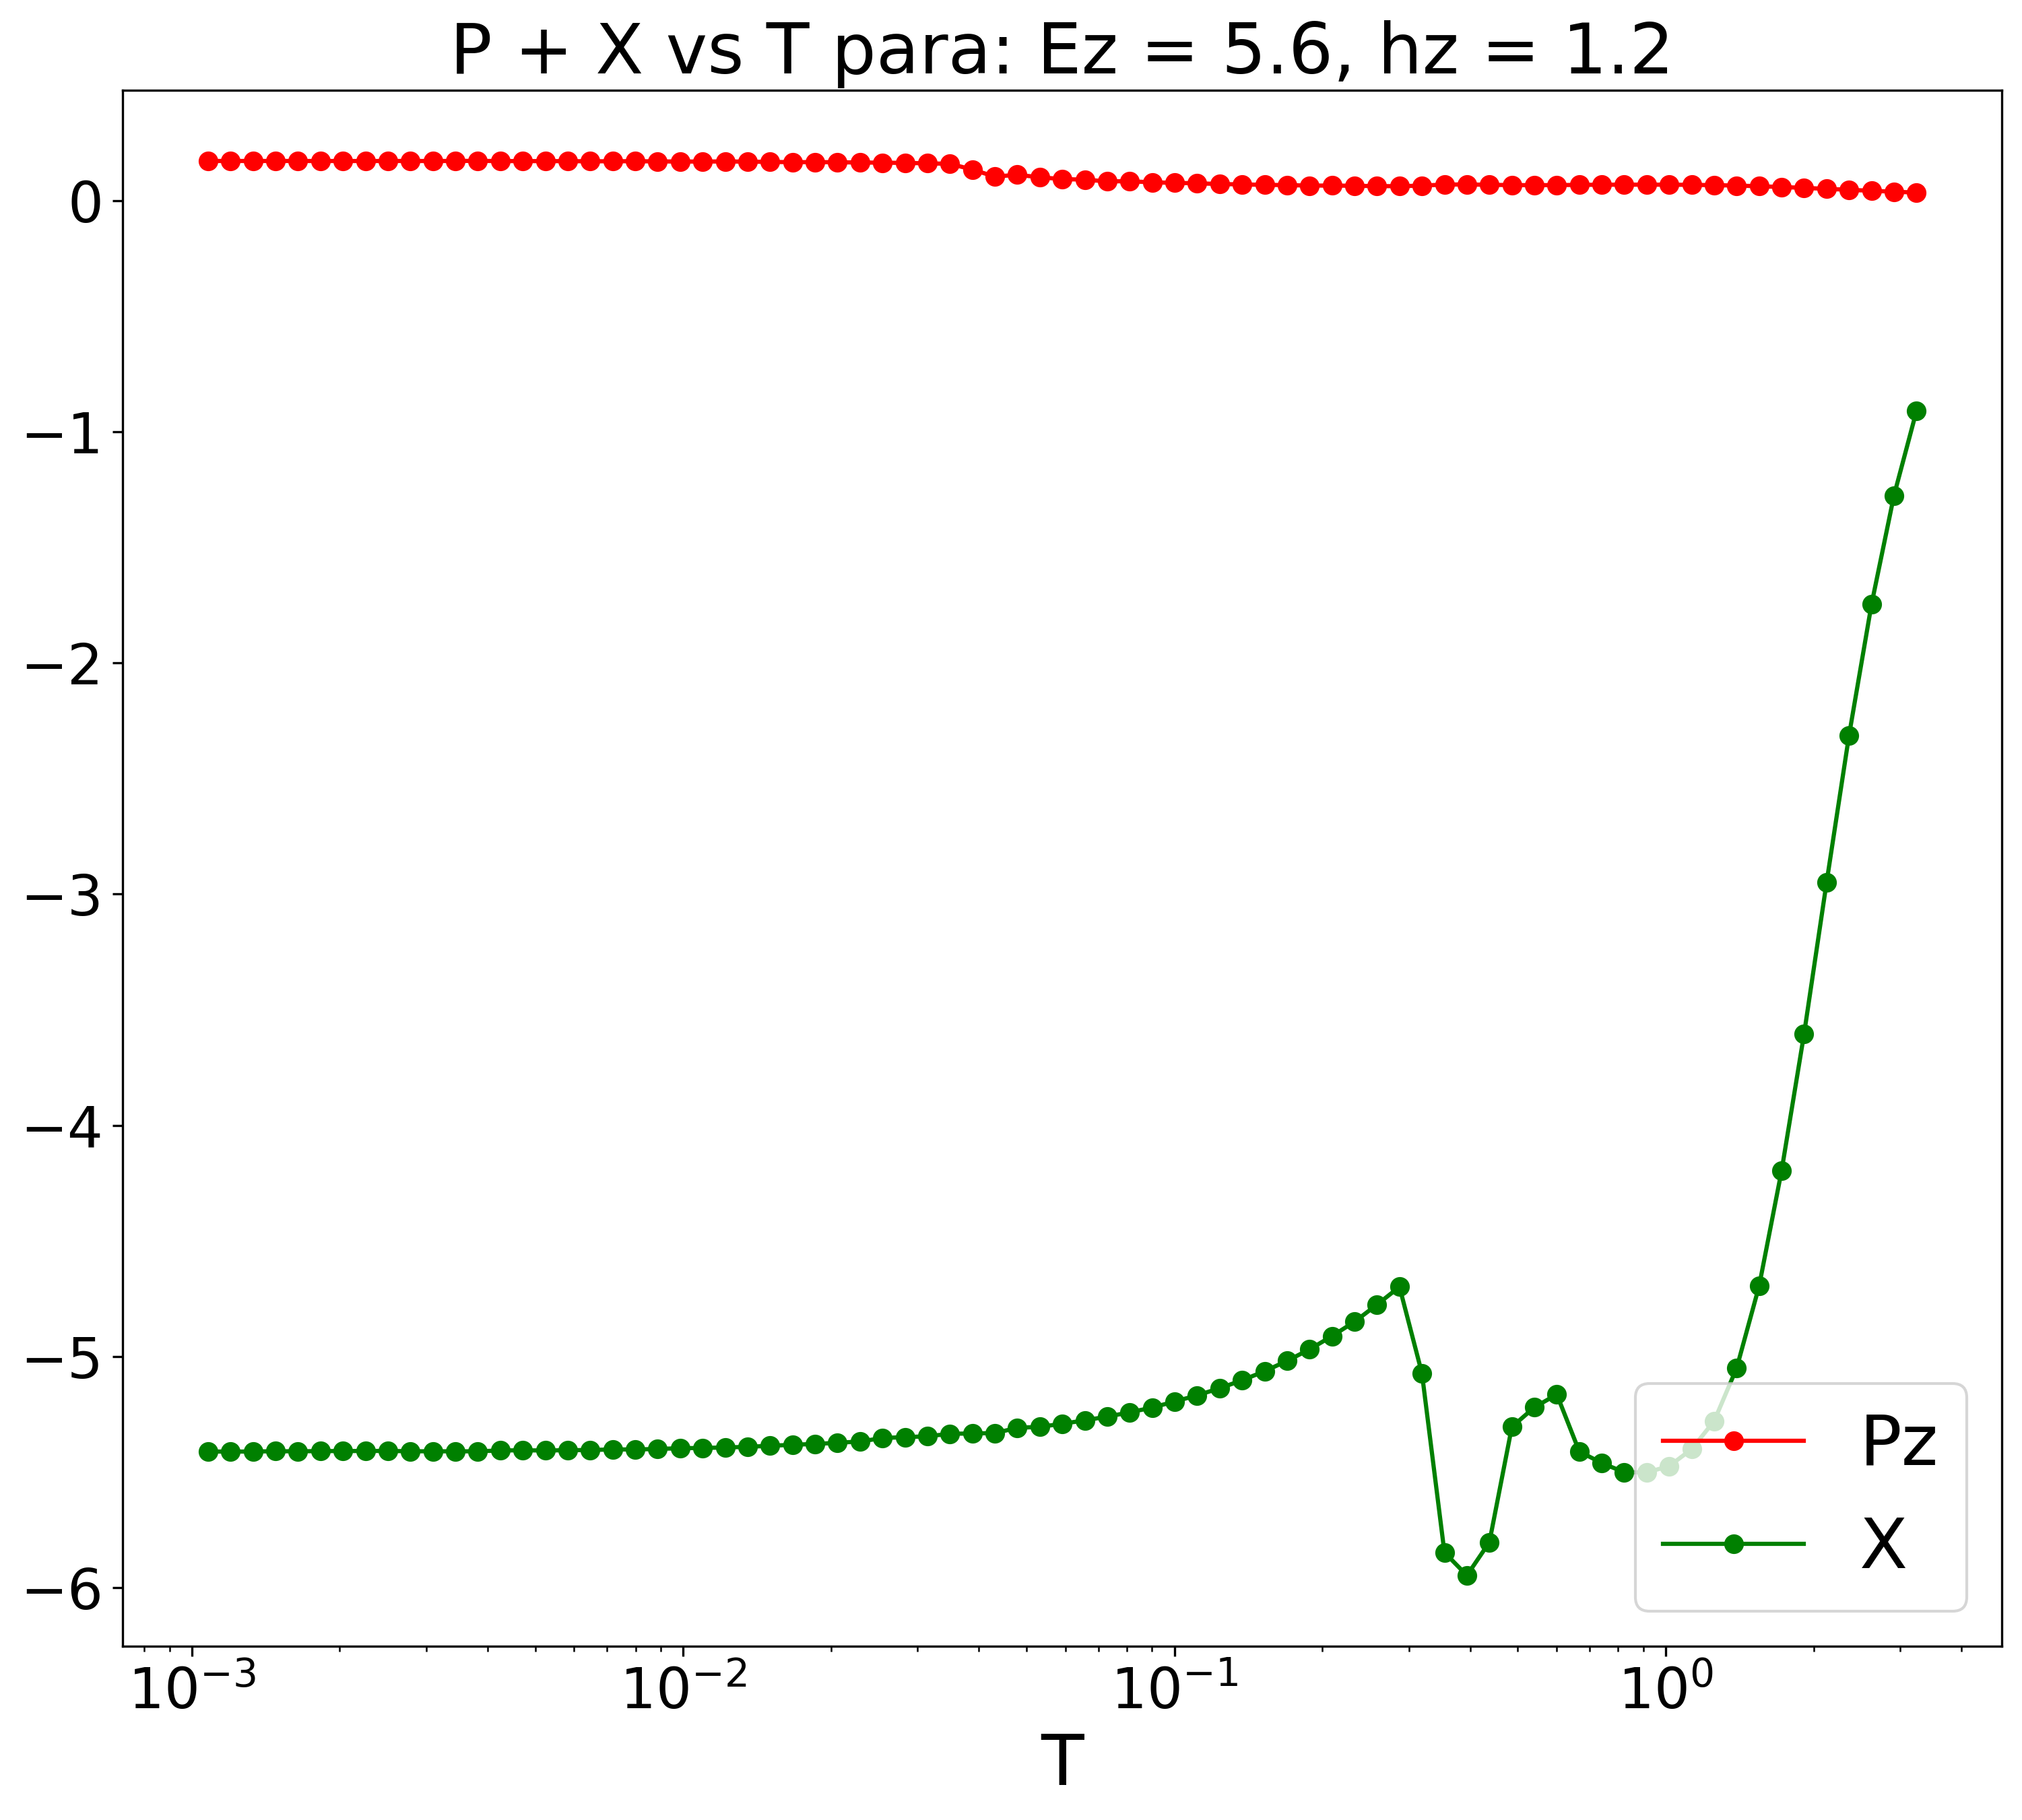 P + X vs T para: Ez = 5.6, hz = 1.2
0
−1
−2
−3
−4
−5
−6
Pz
X
10⁻³ 10⁻² 10⁻¹ 10⁰
T